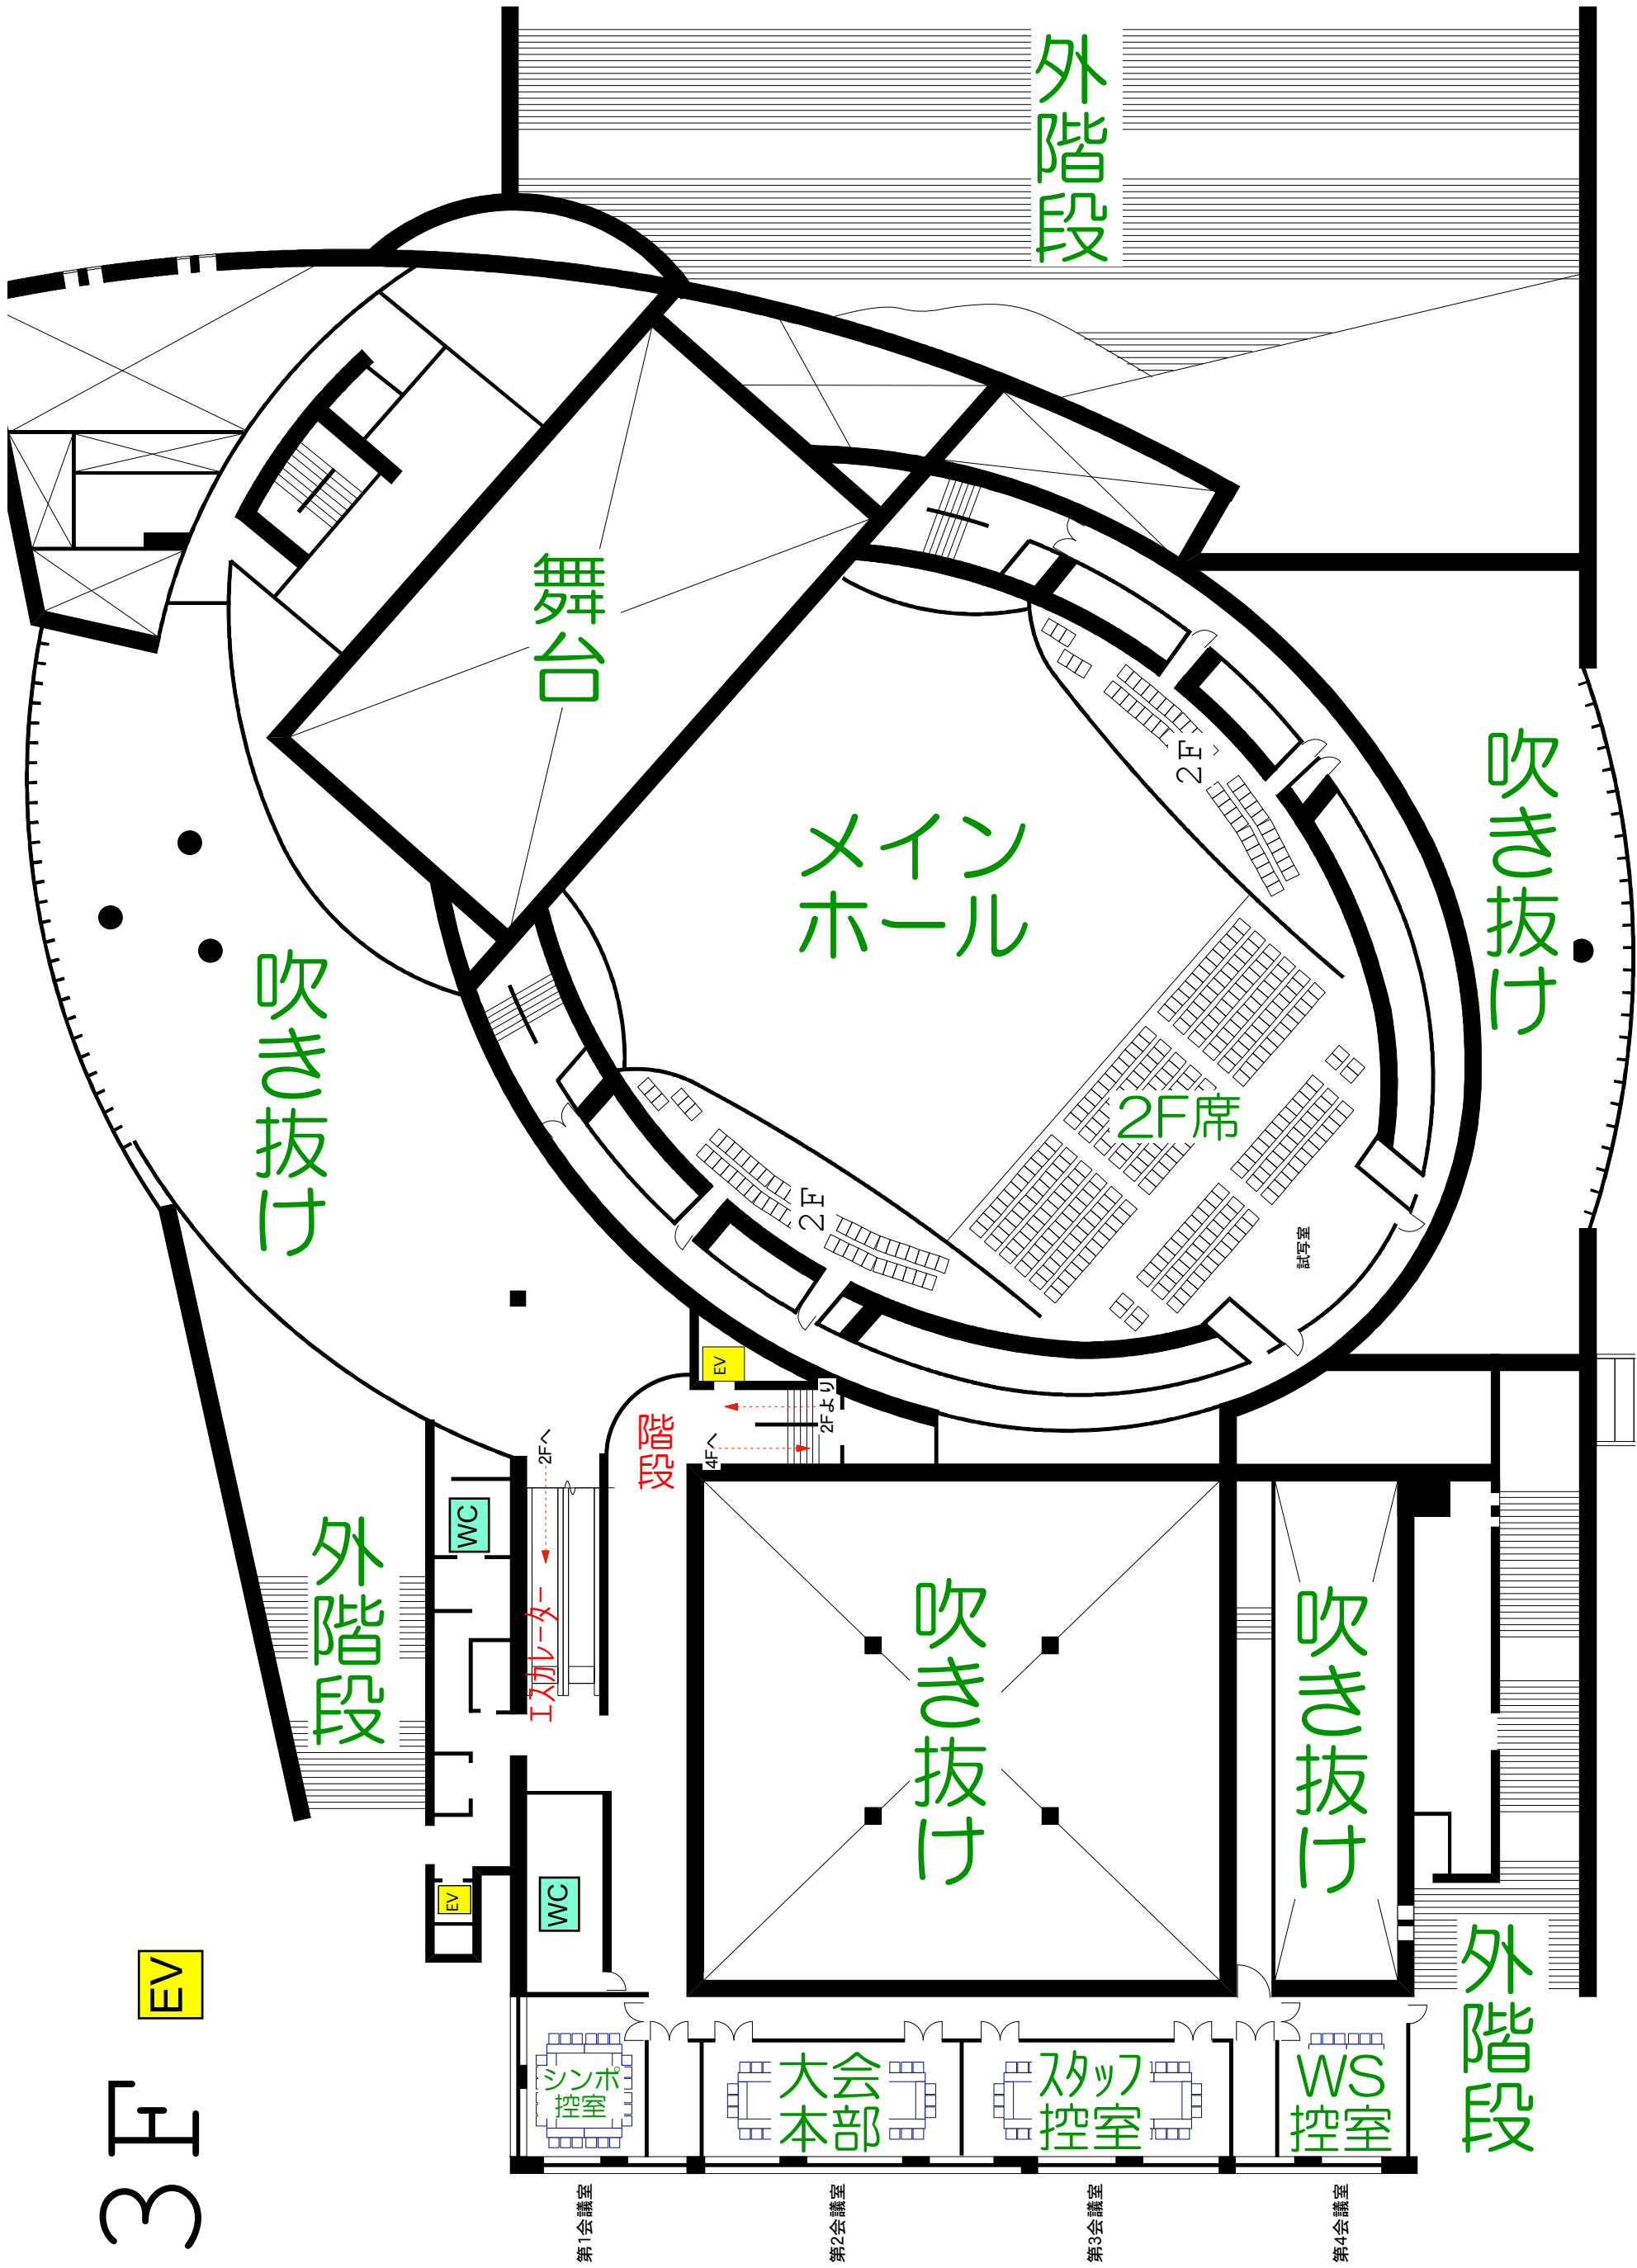 外階段
舞台
吹き抜け
メイン
ホール
2F
吹き抜け
2F席
2F
試写室
EV
2Fより
4Fへ
階段
2Fへ
WC
エスカレーター
外階段
吹き抜け
吹き抜け
EV
WC
外階段
EV
3F
シンポ
控室
大会
本部
スタッフ
控室
WS
控室
第1会議室
第2会議室
第3会議室
第4会議室